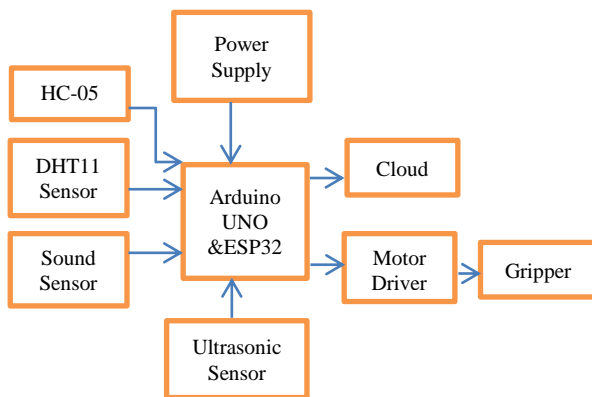 Power
Supply
HC-05
DHT11
Sensor
Sound
Sensor
Arduino
UNO
&ESP32
Cloud
Motor
Driver
Gripper
Ultrasonic
Sensor